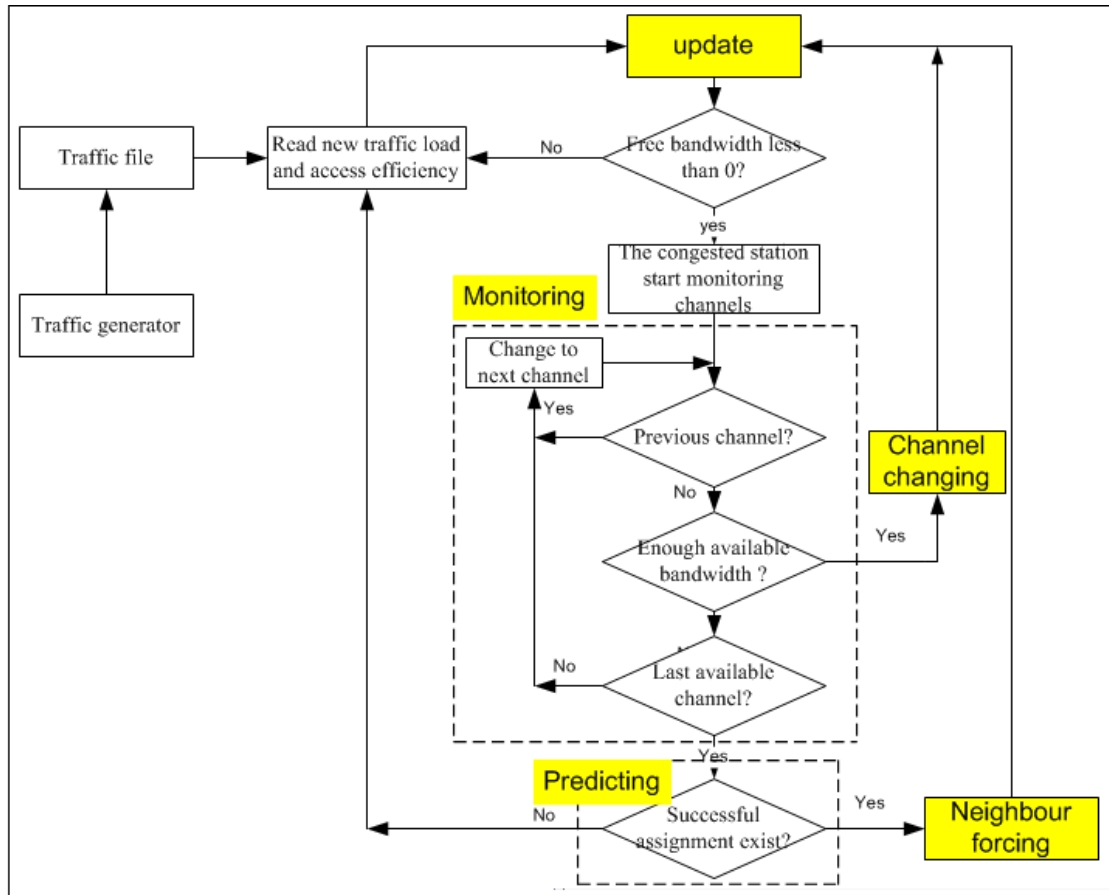 update
Free bandwidth less
than 0?
No
Read new traffic load
and access efficiency
Traffic file
Traffic generator
yes
The congested station
start monitoring
channels
Monitoring
Change to
next channel
Yes
Previous channel?
No
Channel
changing
Enough available
bandwidth ?
Yes
Last available
channel?
No
Yes
Predicting
Successful
assignment exist?
No
Yes
Neighbour
forcing